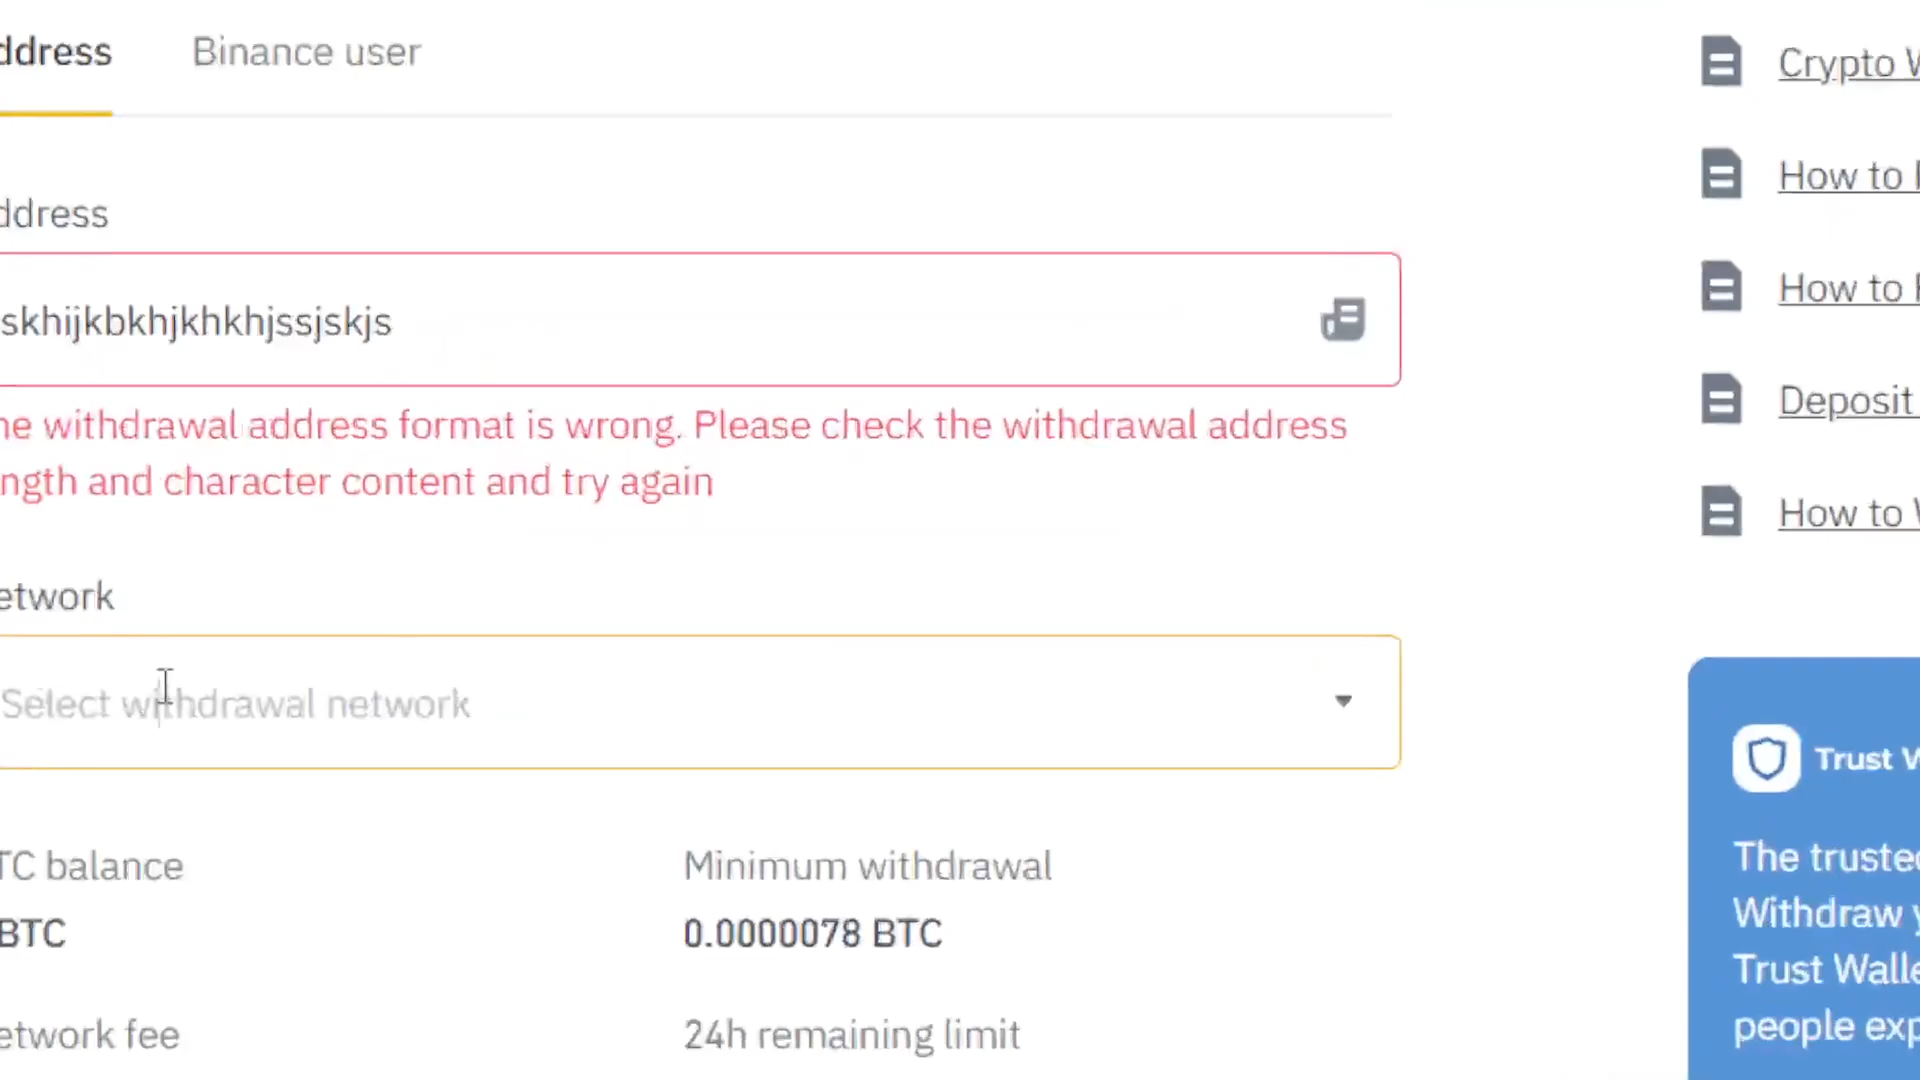 ddress Binance user
ddress
skhijkbkhjkhkhjssjskjs
he withdrawal address format is wrong. Please check the withdrawal address
ngth and character content and try again
etwork
Select withdrawal network
TC balance Minimum withdrawal
BTC 0.0000078 BTC
etwork fee 24h remaining limit
Crypto W
How to
How to
Deposit
How to W
Trust W
The trusted
Withdraw y
Trust Walle
people exp